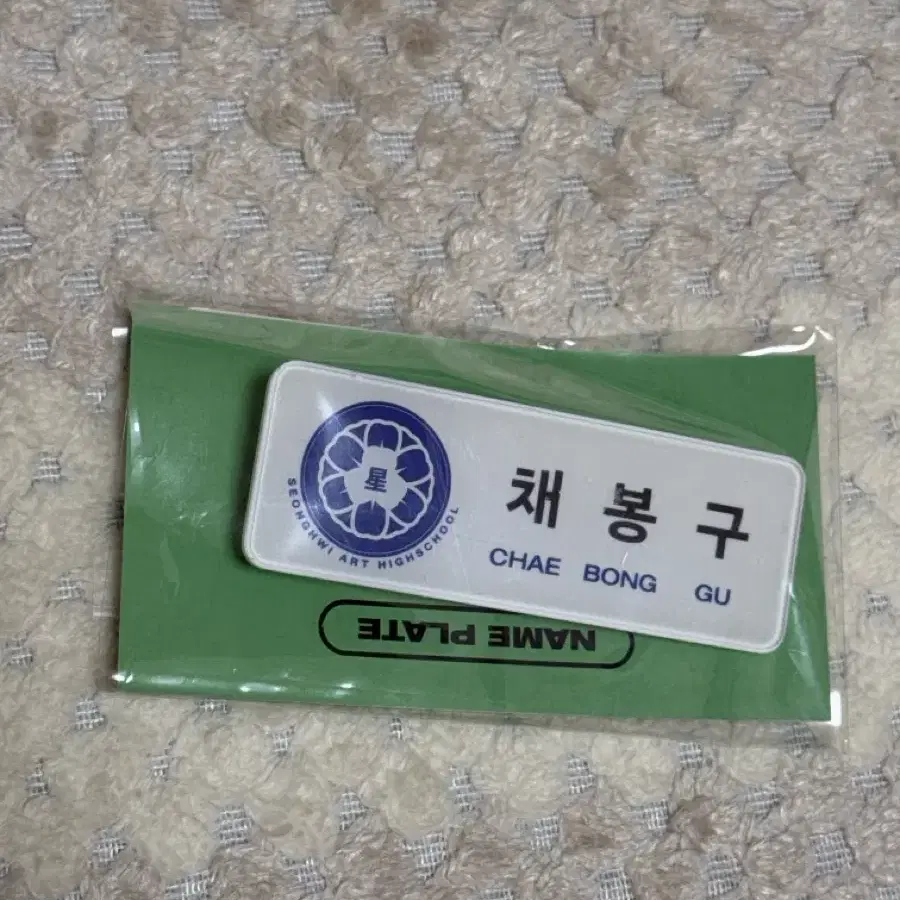 星
SEONGHWI ART HIGHSCHOOL
채봉구
CHAE BONG GU
NAME PLATE